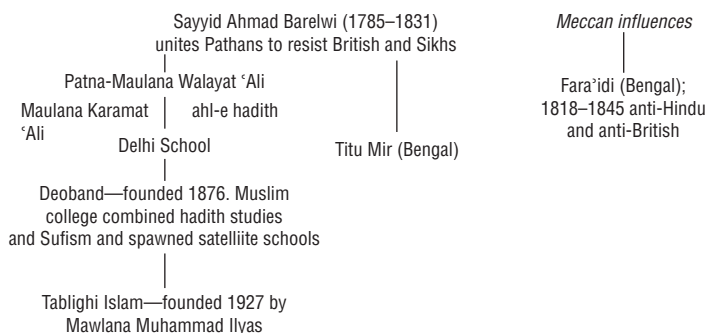 Sayyid Ahmad Barelwi (1785–1831)
unites Pathans to resist British and Sikhs
Meccan influences
Patna-Maulana Walayat ʿAli
Maulana Karamat
ʿAli
ahl-e hadith
Delhi School
Titu Mir (Bengal)
Faraʾidi (Bengal);
1818–1845 anti-Hindu
and anti-British
Deoband—founded 1876. Muslim
college combined hadith studies
and Sufism and spawned satelliite schools
Tablighi Islam—founded 1927 by
Mawlana Muhammad Ilyas